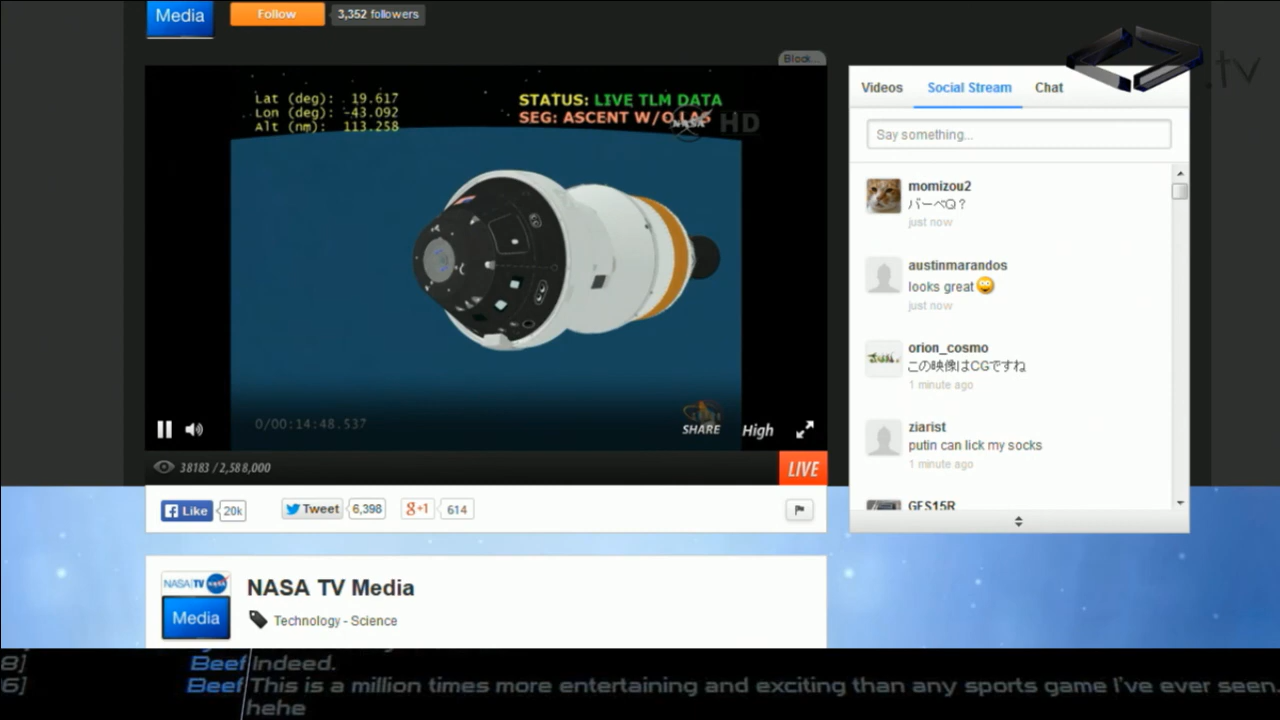 Media
Follow
3,352 followers
Block...
.tv
Lat (deg): 19.617
Lon (deg): -43.092
Alt (nm): 113.258
STATUS: LIVE TLM DATA
SEG: ASCENT W/O LAS
NASA HD
0/00:14:48.537
SHARE
High
38183 / 2,588,000
LIVE
Like
20k
Tweet
6,398
g+1
614
Videos
Social Stream
Chat
Say something...
momizou2
バーベQ？
just now
austinmarandos
looks great
just now
orion_cosmo
この映像はCGですね
1 minute ago
ziarist
putin can lick my socks
1 minute ago
GES15R
NASA TV
Media
NASA TV Media
Technology - Science
8]
Beef Indeed.
6]
Beef This is a million times more entertaining and exciting than any sports game I've ever seen.
hehe